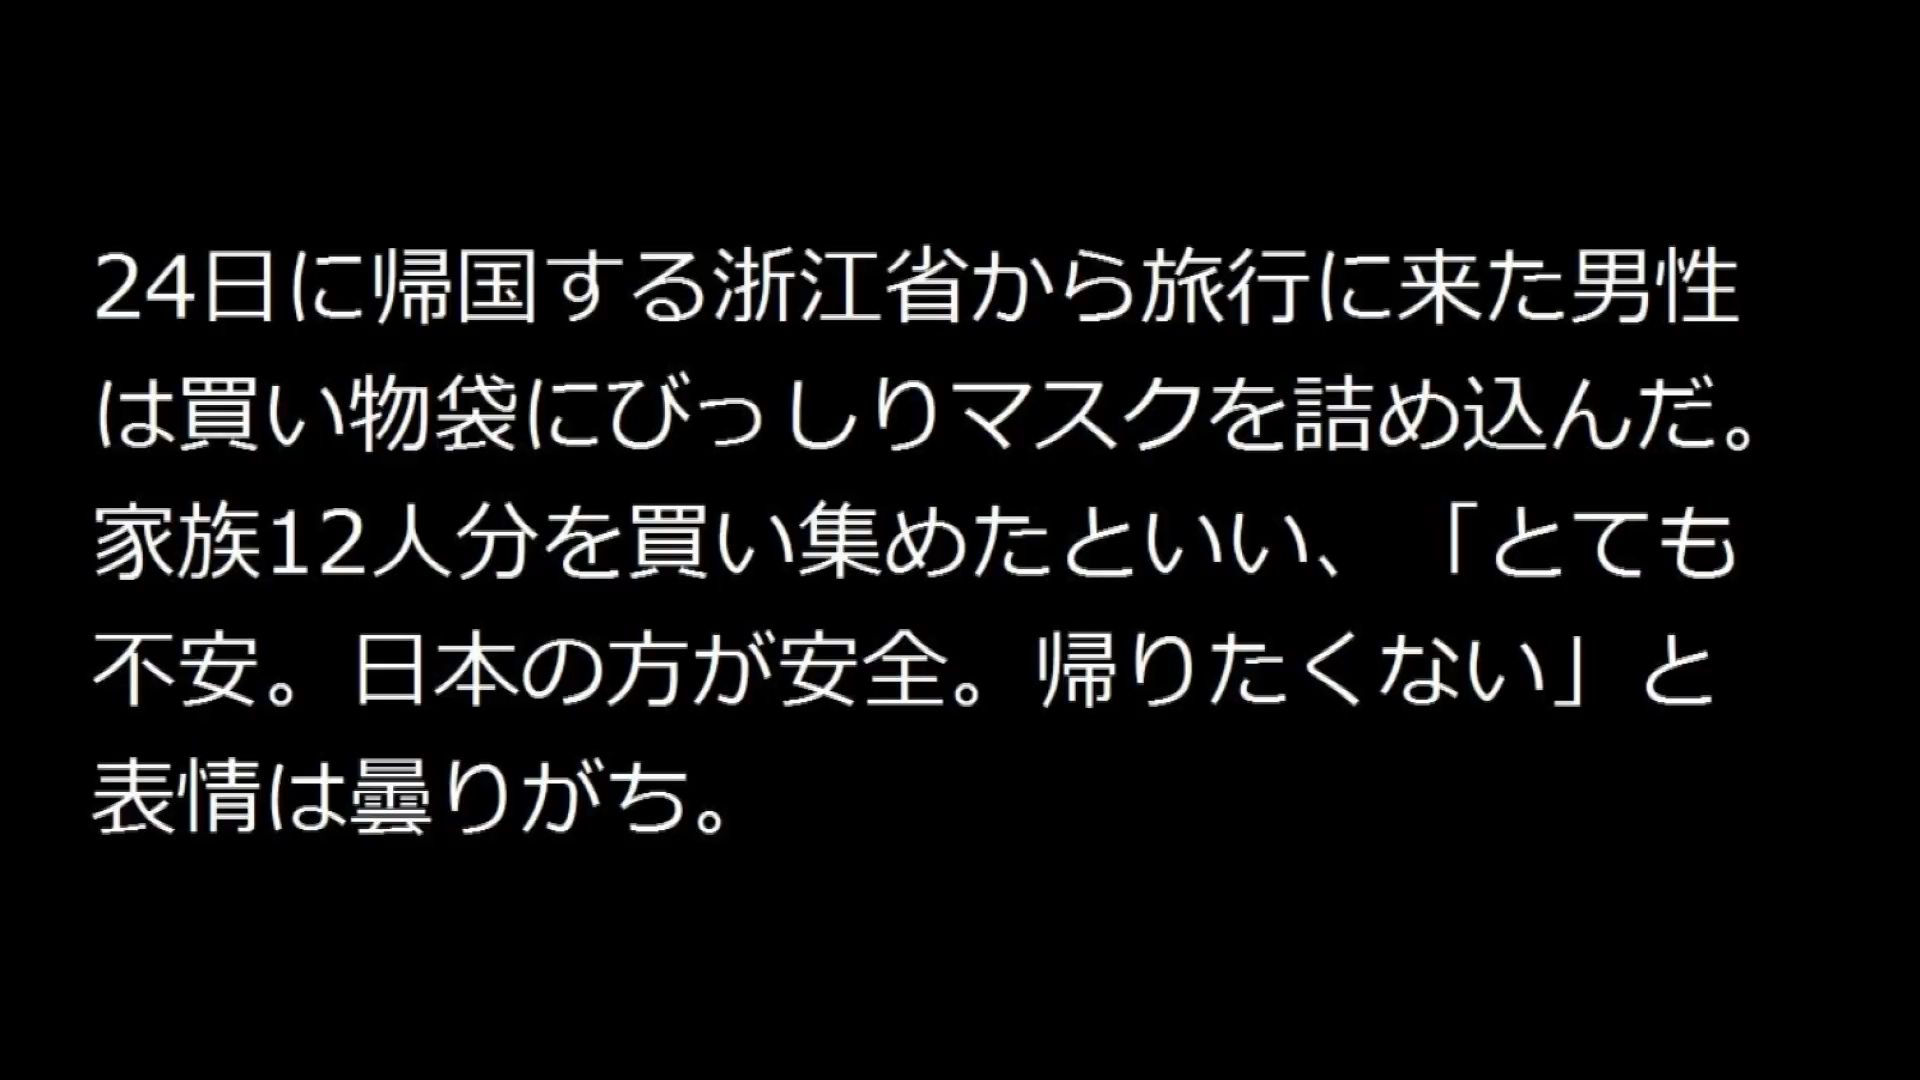 24日に帰国する浙江省から旅行に来た男性
は買い物袋にびっしりマスクを詰め込んだ。
家族12人分を買い集めたといい、「とても
不安。日本の方が安全。帰りたくない」と
表情は曇りがち。